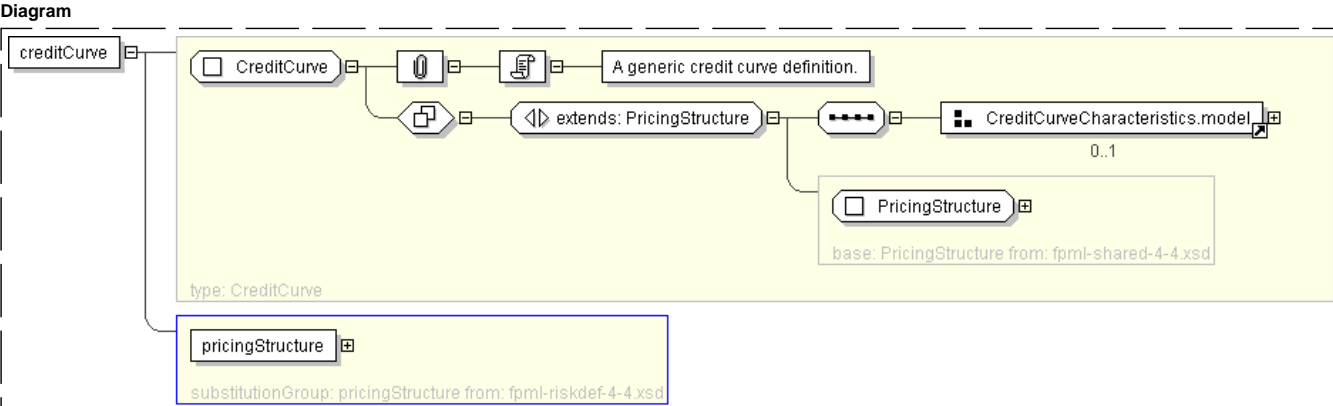 Diagram
creditCurve
CreditCurve
A generic credit curve definition.
extends: PricingStructure
CreditCurveCharacteristics.model
0..1
PricingStructure
base: PricingStructure from: fpml-shared-4-4.xsd
type: CreditCurve
pricingStructure
substitutionGroup: pricingStructure from: fpml-riskdef-4-4.xsd